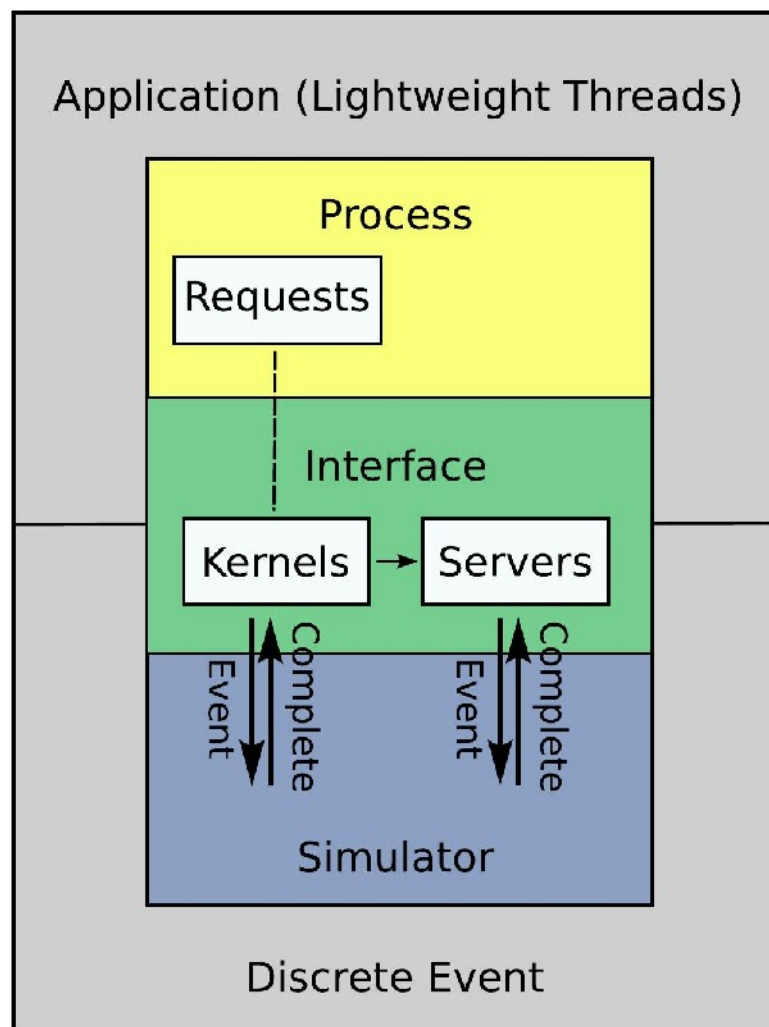 Application (Lightweight Threads)
Process
Requests
Interface
Kernels
Servers
Event
Complete
Event
Complete
Simulator
Discrete Event